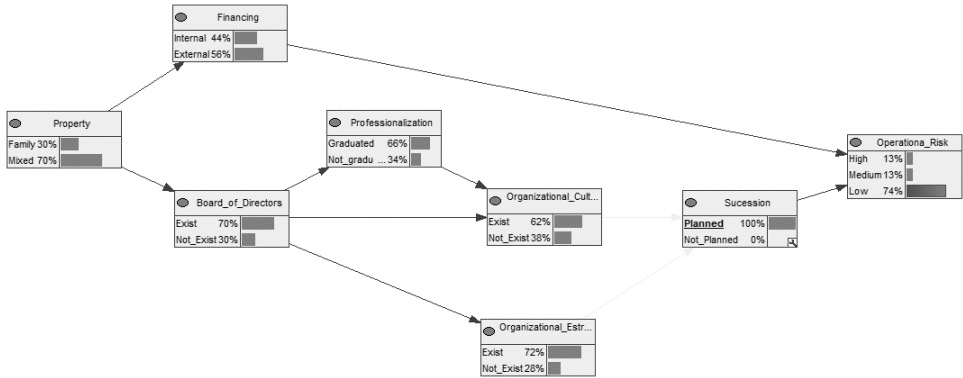 Financing
Internal 44%
External 56%
Property
Family 30%
Mixed 70%
Professionalization
Graduated 66%
Not_gradu ... 34%
Operationa_Risk
High 13%
Medium 13%
Low 74%
Board_of_Directors
Exist 70%
Not_Exist 30%
Organizational_Cult...
Exist 62%
Not_Exist 38%
Sucession
Planned 100%
Not_Planned 0%
Organizational_Estr...
Exist 72%
Not_Exist 28%